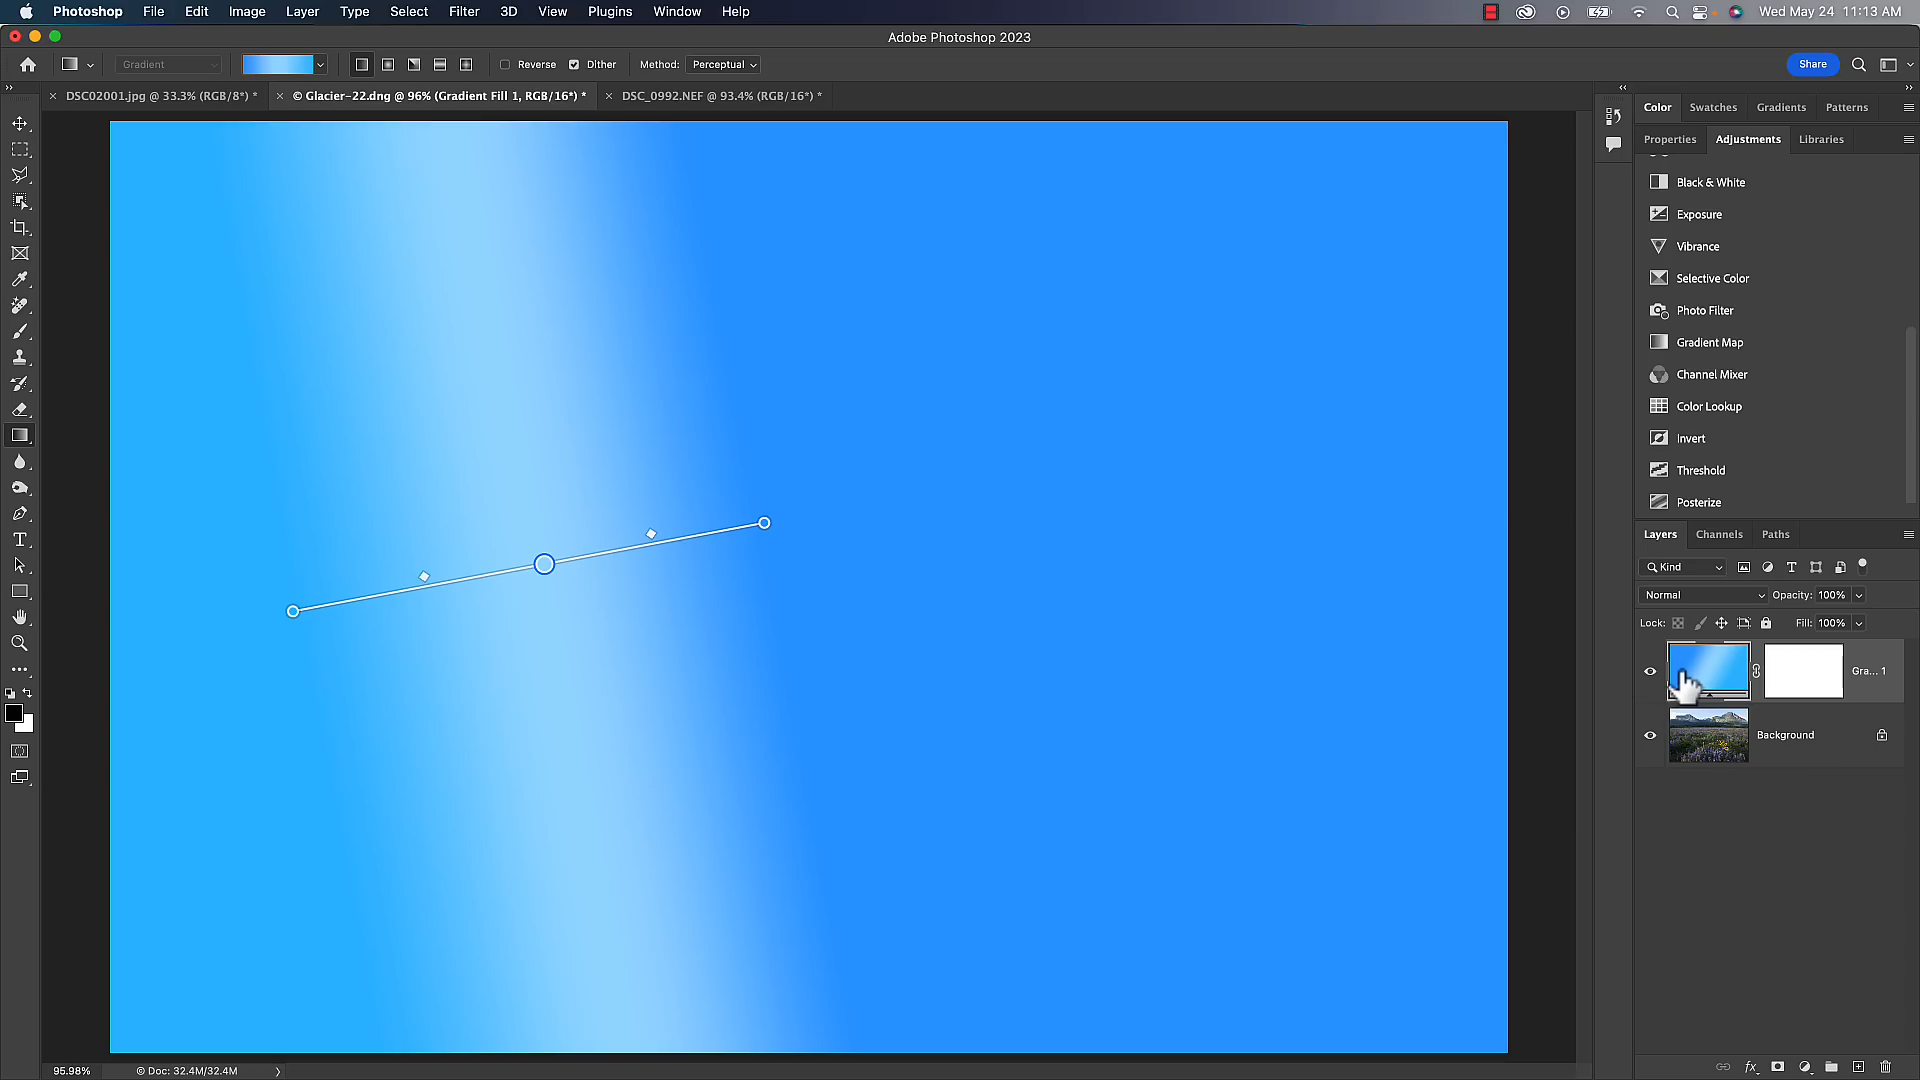 Photoshop File Edit Image Layer Type Select Filter 3D View Plugins Window Help Wed May 24 11:13 AM
Adobe Photoshop 2023
Gradient Reverse Dither Method: Perceptual Share
DSC02001.jpg @ 33.3% (RGB/8*) * © Glacier-22.dng @ 96% (Gradient Fill 1, RGB/16*) * DSC_0992.NEF @ 93.4% (RGB/16*) *
Color Swatches Gradients Patterns
Properties Adjustments Libraries
Black & White
Exposure
Vibrance
Selective Color
Photo Filter
Gradient Map
Channel Mixer
Color Lookup
Invert
Threshold
Posterize
Layers Channels Paths
Kind
Normal Opacity: 100%
Lock: Fill: 100%
Gra... 1
Background
95.98% © Doc: 32.4M/32.4M